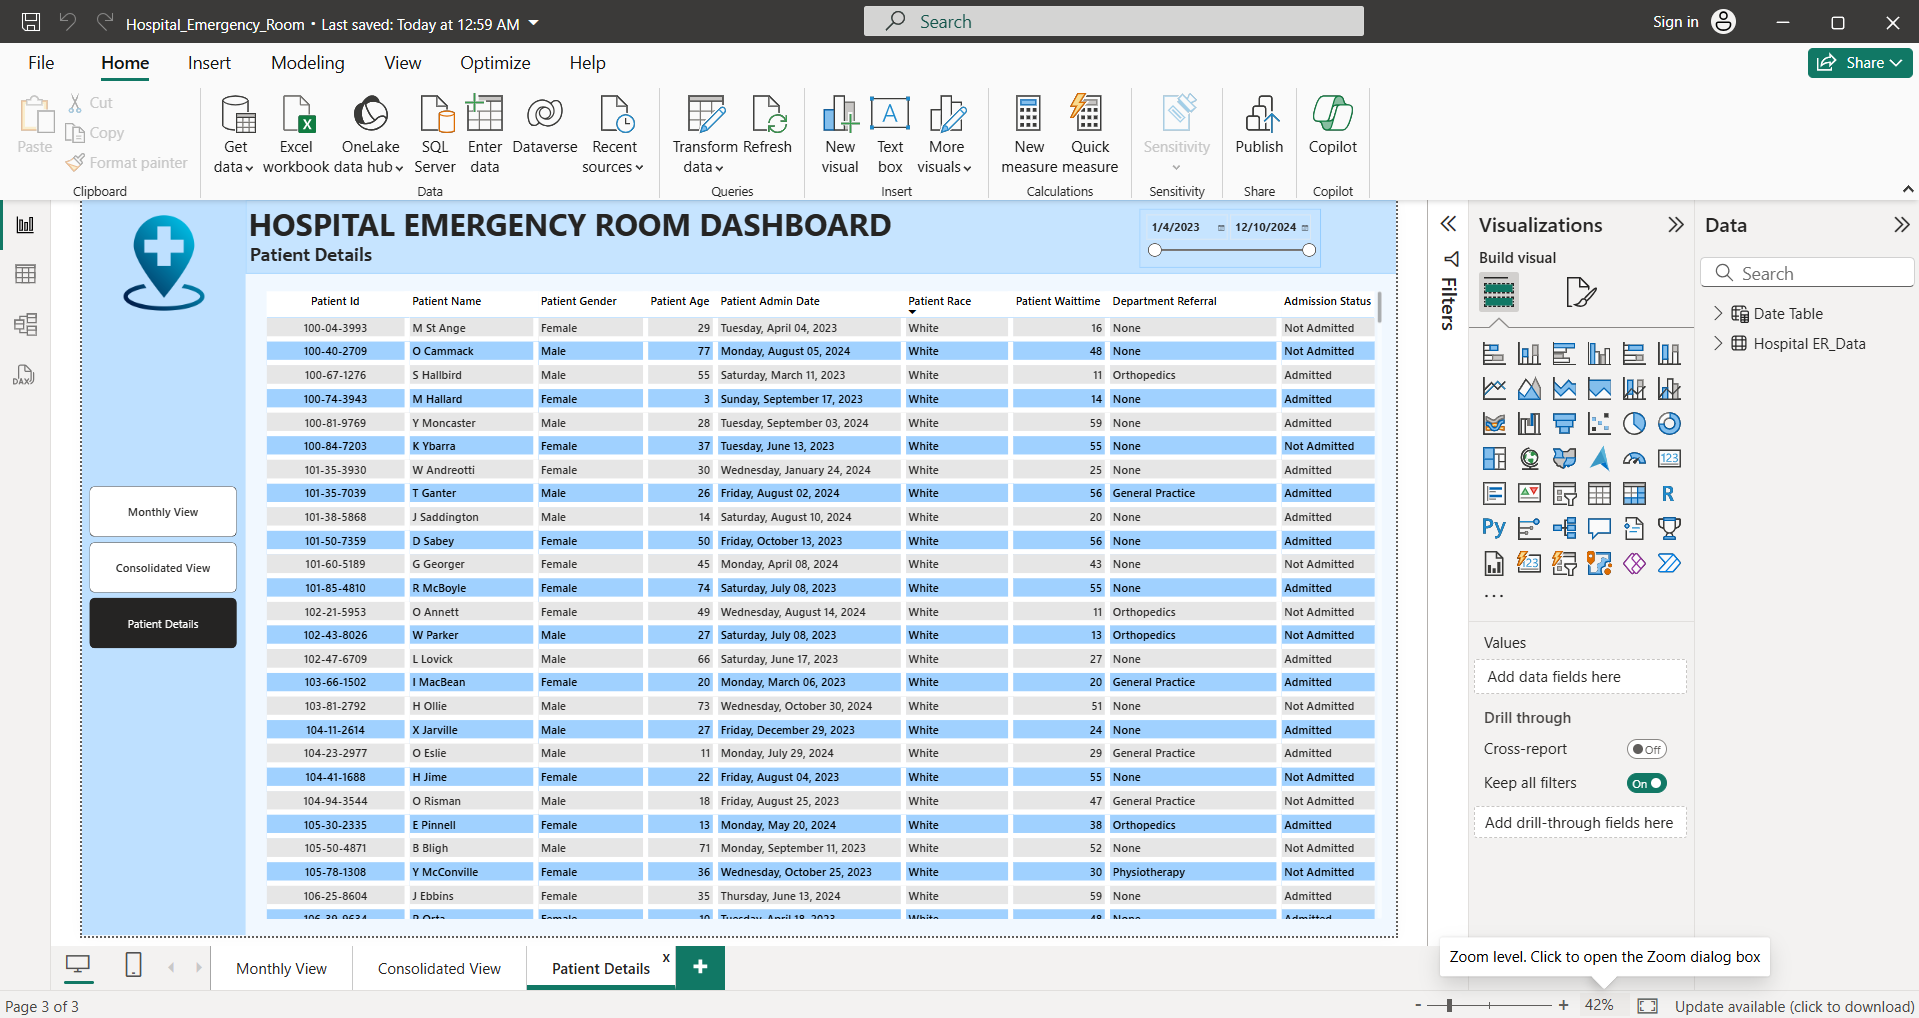 Hospital_Emergency_Room • Last saved: Today at 12:59 AM
Search
Sign in
File
Home
Insert
Modeling
View
Optimize
Help
Share
Paste
Cut
Copy
Format painter
Clipboard
Get data
Excel workbook
OneLake data hub
SQL Server
Enter data
Dataverse
Recent sources
Data
Transform data
Refresh
Queries
New visual
Text box
More visuals
Insert
New measure
Quick measure
Calculations
Sensitivity
Sensitivity
Publish
Share
Copilot
Copilot
HOSPITAL EMERGENCY ROOM DASHBOARD
Patient Details
1/4/2023 12/10/2024
Monthly View
Consolidated View
Patient Details
Patient Id Patient Name Patient Gender Patient Age Patient Admin Date Patient Race Patient Waittime Department Referral Admission Status
100-04-3993 M St Ange Female 29 Tuesday, April 04, 2023 White 16 None Not Admitted
100-40-2709 O Cammack Male 77 Monday, August 05, 2024 White 48 None Not Admitted
100-67-1276 S Hallbird Male 55 Saturday, March 11, 2023 White 11 Orthopedics Admitted
100-74-3943 M Hallard Female 3 Sunday, September 17, 2023 White 14 None Admitted
100-81-9769 Y Moncaster Male 28 Tuesday, September 03, 2024 White 59 None Admitted
100-84-7203 K Ybarra Female 37 Tuesday, June 13, 2023 White 55 None Not Admitted
101-35-3930 W Andreotti Female 30 Wednesday, January 24, 2024 White 25 None Admitted
101-35-7039 T Ganter Male 26 Friday, August 02, 2024 White 56 General Practice Admitted
101-38-5868 J Saddington Female 14 Saturday, August 10, 2024 White 20 None Admitted
101-50-7359 D Sabey Female 50 Friday, October 13, 2023 White 56 None Admitted
101-60-5189 G Georger Female 45 Monday, April 08, 2024 White 43 None Not Admitted
101-85-4810 R McBoyle Female 74 Saturday, July 08, 2023 White 55 None Admitted
102-21-5953 O Annett Female 49 Wednesday, August 14, 2024 White 11 Orthopedics Not Admitted
102-43-8026 W Parker Male 27 Saturday, July 08, 2023 White 13 Orthopedics Not Admitted
102-47-6709 L Lovick Male 66 Saturday, June 17, 2023 White 27 None Admitted
103-66-1502 I MacBean Female 20 Monday, March 06, 2023 White 20 General Practice Admitted
103-81-2792 H Ollie Male 73 Wednesday, October 30, 2024 White 51 None Not Admitted
104-11-2614 X Jarville Male 27 Friday, December 29, 2023 White 24 None Admitted
104-23-2977 O Eslie Male 11 Monday, July 29, 2024 White 29 General Practice Admitted
104-41-1688 H Jime Female 22 Friday, August 04, 2023 White 55 None Not Admitted
104-94-3544 O Risman Male 18 Friday, August 25, 2023 White 47 General Practice Not Admitted
105-30-2335 E Pinnell Female 13 Monday, May 20, 2024 White 38 Orthopedics Admitted
105-50-4871 B Bligh Male 71 Monday, September 11, 2023 White 52 None Not Admitted
105-78-1308 Y McConville Female 36 Wednesday, October 25, 2023 White 30 Physiotherapy Not Admitted
106-25-8604 J Ebbins Female 35 Thursday, June 13, 2024 White 59 None Admitted
Filters
Visualizations
Build visual
123
R
Py
123
Values
Add data fields here
Drill through
Cross-report
Off
Keep all filters
On
Add drill-through fields here
Data
Search
Date Table
Hospital ER_Data
DAX
Monthly View
Consolidated View
Patient Details
x
Zoom level. Click to open the Zoom dialog box
Page 3 of 3
- + 42%
Update available (click to download)